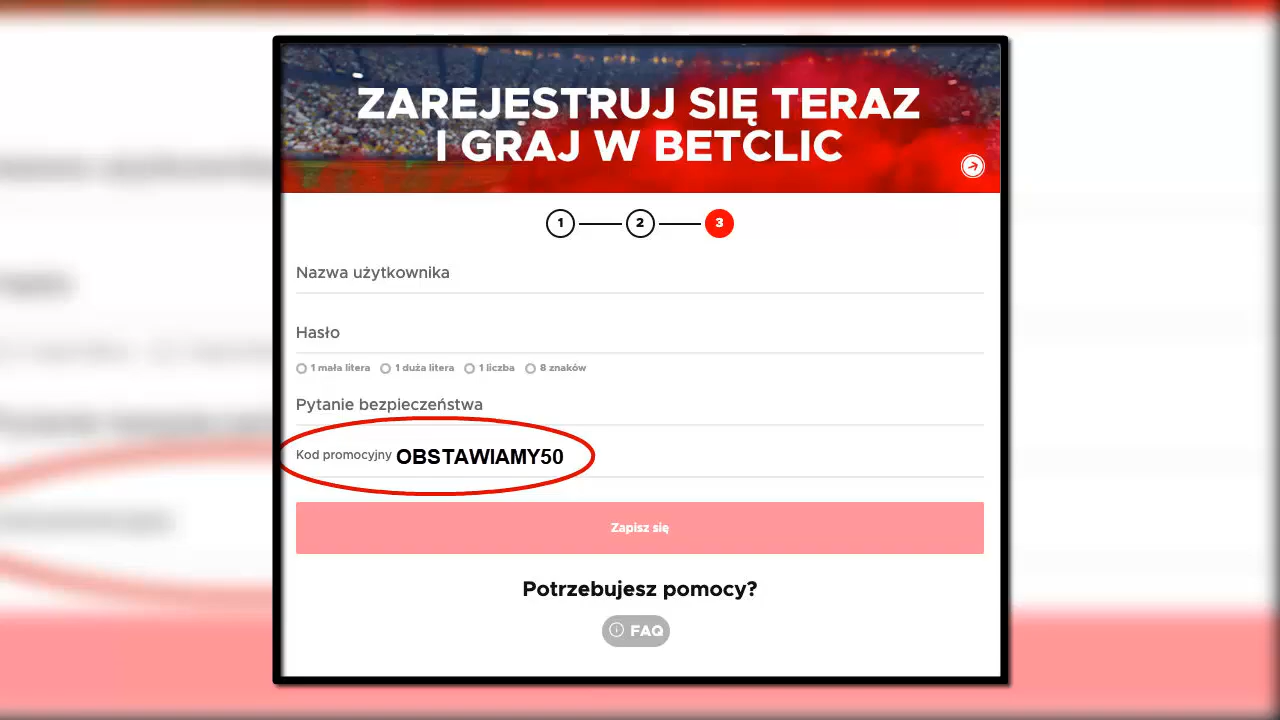 ZAREJESTRUJ SIĘ TERAZ
I GRAJ W BETCLIC
1 2 3
Nazwa użytkownika
Hasło
1 mała litera 1 duża litera 1 liczba 8 znaków
Pytanie bezpieczeństwa
Kod promocyjny OBSTAWIAMY50
Zapisz się
Potrzebujesz pomocy?
FAQ